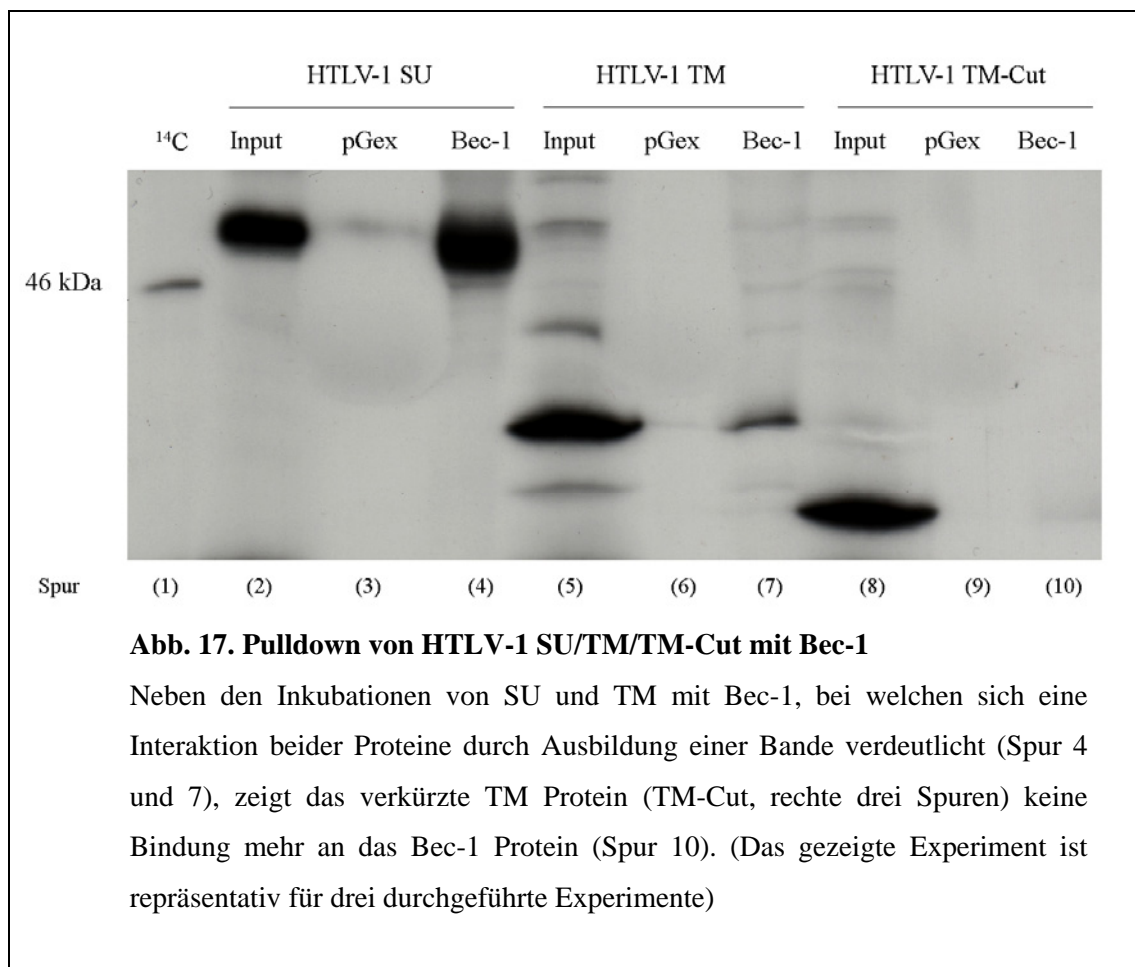 HTLV-1 SU HTLV-1 TM HTLV-1 TM-Cut
¹⁴C Input pGex Bec-1 Input pGex Bec-1 Input pGex Bec-1
46 kDa
Spur (1) (2) (3) (4) (5) (6) (7) (8) (9) (10)
Abb. 17. Pulldown von HTLV-1 SU/TM/TM-Cut mit Bec-1
Neben den Inkubationen von SU und TM mit Bec-1, bei welchen sich eine
Interaktion beider Proteine durch Ausbildung einer Bande verdeutlicht (Spur 4
und 7), zeigt das verkürzte TM Protein (TM-Cut, rechte drei Spuren) keine
Bindung mehr an das Bec-1 Protein (Spur 10). (Das gezeigte Experiment ist
repräsentativ für drei durchgeführte Experimente)